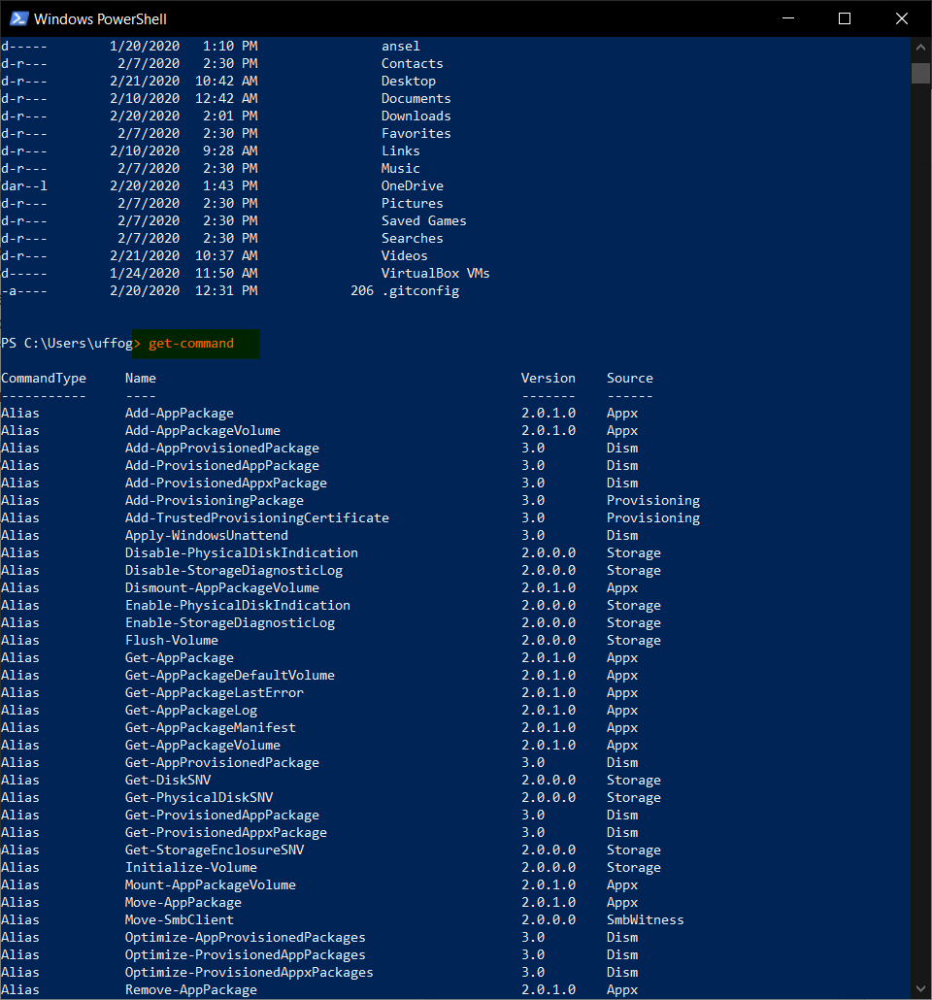 Windows PowerShell
d----- 1/20/2020 1:10 PM ansel
d-r--- 2/7/2020 2:30 PM Contacts
d-r--- 2/21/2020 10:42 AM Desktop
d-r--- 2/10/2020 12:42 AM Documents
d-r--- 2/20/2020 2:01 PM Downloads
d-r--- 2/7/2020 2:30 PM Favorites
d-r--- 2/10/2020 9:28 AM Links
d-r--- 2/7/2020 2:30 PM Music
dar--l 2/20/2020 1:43 PM OneDrive
d-r--- 2/7/2020 2:30 PM Pictures
d-r--- 2/7/2020 2:30 PM Saved Games
d-r--- 2/7/2020 2:30 PM Searches
d-r--- 2/21/2020 10:37 AM Videos
d----- 1/24/2020 11:50 AM VirtualBox VMs
-a---- 2/20/2020 12:31 PM 206 .gitconfig
PS C:\Users\uffog> get-command
CommandType Name Version Source
----------- ---- ------- ------
Alias Add-AppPackage 2.0.1.0 Appx
Alias Add-AppPackageVolume 2.0.1.0 Appx
Alias Add-AppProvisionedPackage 3.0 Dism
Alias Add-ProvisionedAppPackage 3.0 Dism
Alias Add-ProvisionedAppxPackage 3.0 Dism
Alias Add-ProvisioningPackage 3.0 Provisioning
Alias Add-TrustedProvisioningCertificate 3.0 Provisioning
Alias Apply-WindowsUnattend 3.0 Dism
Alias Disable-PhysicalDiskIndication 2.0.0.0 Storage
Alias Disable-StorageDiagnosticLog 2.0.0.0 Storage
Alias Dismount-AppPackageVolume 2.0.1.0 Appx
Alias Enable-PhysicalDiskIndication 2.0.0.0 Storage
Alias Enable-StorageDiagnosticLog 2.0.0.0 Storage
Alias Flush-Volume 2.0.0.0 Storage
Alias Get-AppPackage 2.0.1.0 Appx
Alias Get-AppPackageDefaultVolume 2.0.1.0 Appx
Alias Get-AppPackageLastError 2.0.1.0 Appx
Alias Get-AppPackageLog 2.0.1.0 Appx
Alias Get-AppPackageManifest 2.0.1.0 Appx
Alias Get-AppPackageVolume 2.0.1.0 Appx
Alias Get-AppProvisionedPackage 3.0 Dism
Alias Get-DiskSNV 2.0.0.0 Storage
Alias Get-PhysicalDiskSNV 2.0.0.0 Storage
Alias Get-ProvisionedAppPackage 3.0 Dism
Alias Get-ProvisionedAppxPackage 3.0 Dism
Alias Get-StorageEnclosureSNV 2.0.0.0 Storage
Alias Initialize-Volume 2.0.0.0 Storage
Alias Mount-AppPackageVolume 2.0.1.0 Appx
Alias Move-AppPackage 2.0.1.0 Appx
Alias Move-SmbClient 2.0.0.0 SmbWitness
Alias Optimize-AppProvisionedPackages 3.0 Dism
Alias Optimize-ProvisionedAppPackages 3.0 Dism
Alias Optimize-ProvisionedAppxPackages 3.0 Dism
Alias Remove-AppPackage 2.0.1.0 Appx